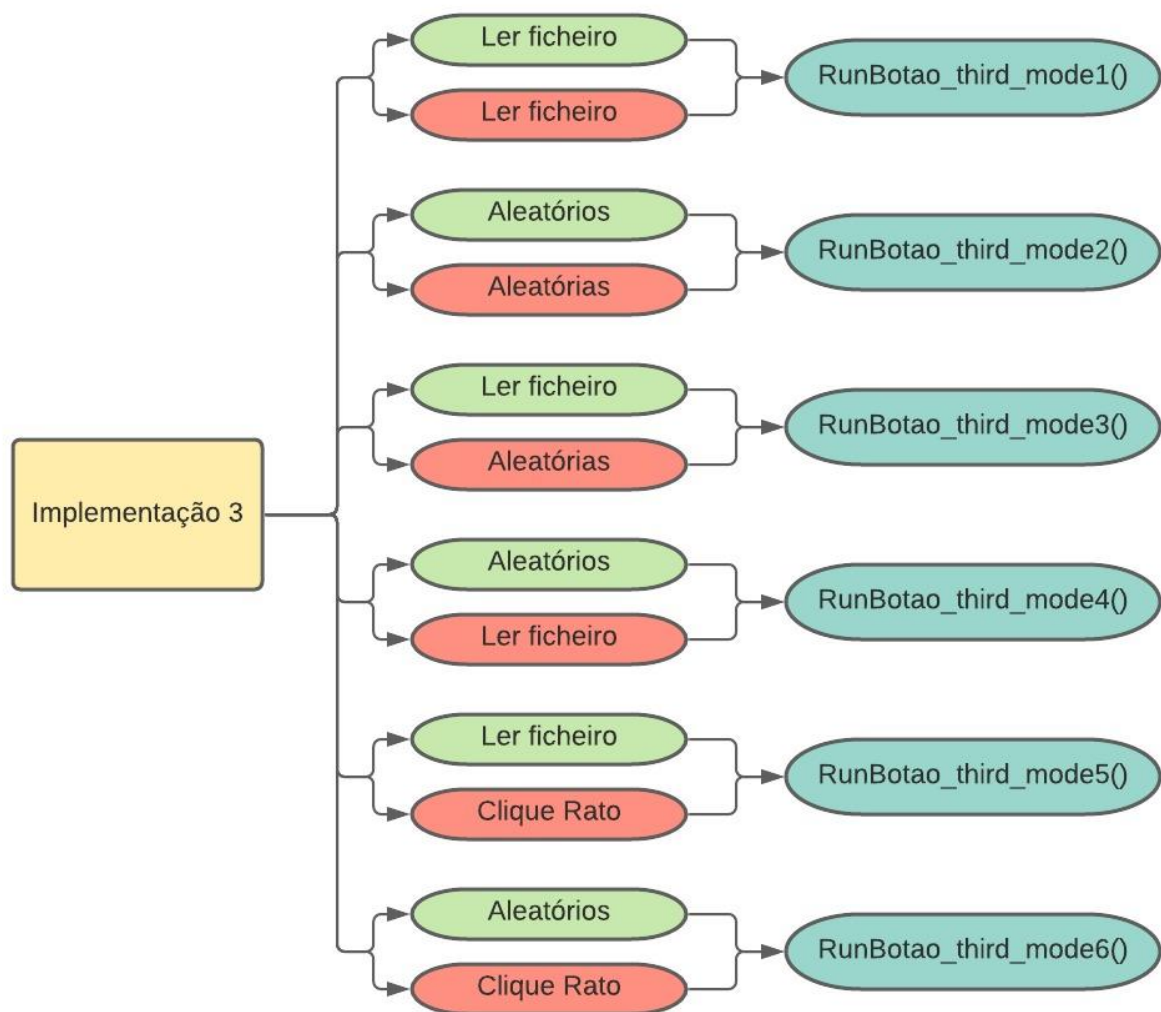 Ler ficheiro
Ler ficheiro
RunBotao_third_mode1()
Aleatórios
Aleatórias
RunBotao_third_mode2()
Ler ficheiro
Aleatórias
RunBotao_third_mode3()
Implementação 3
Aleatórios
Ler ficheiro
RunBotao_third_mode4()
Ler ficheiro
Clique Rato
RunBotao_third_mode5()
Aleatórios
Clique Rato
RunBotao_third_mode6()